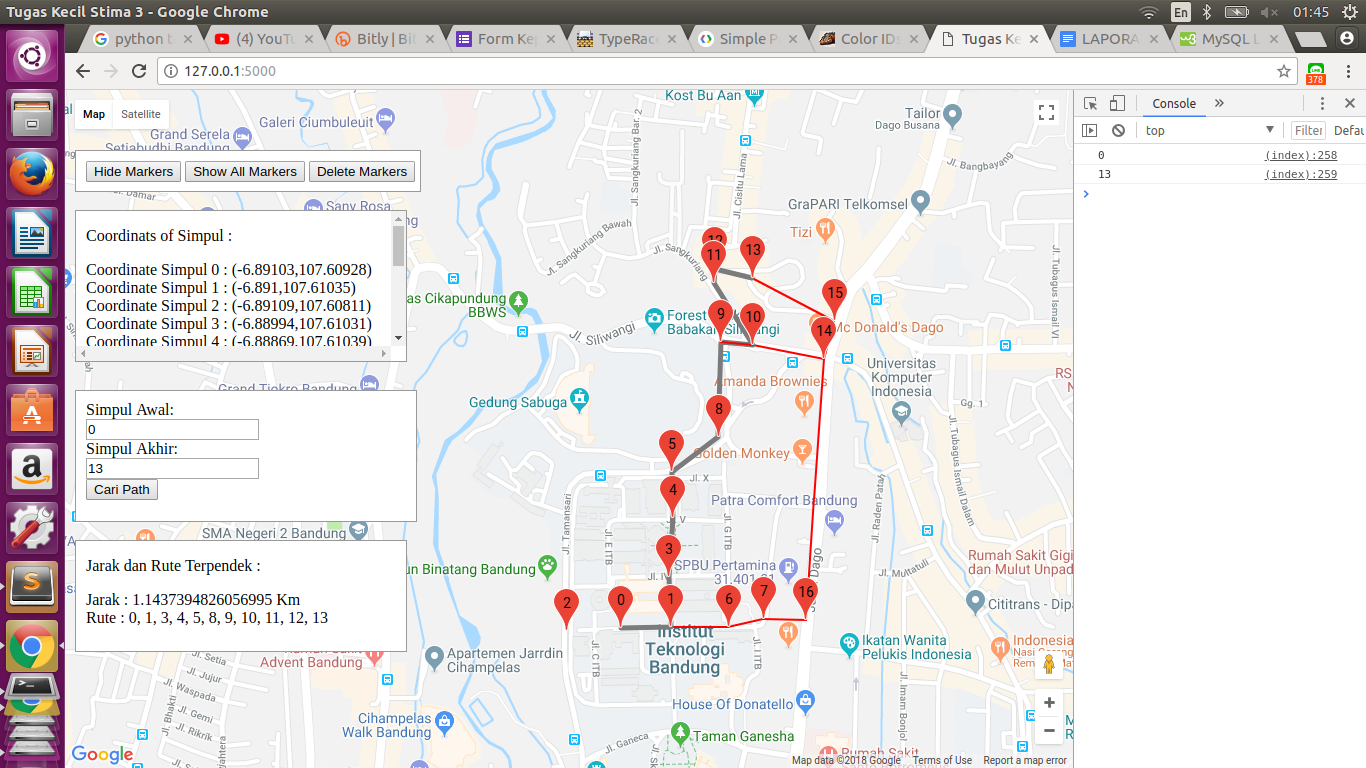 Tugas Kecil Stima 3 - Google Chrome
En
01:45
python t
(4) YouTu
Bitly | Bit
Form Ke
TypeRace
Simple P
Color IDs
Tugas Ke
LAPORA
MySQL L
127.0.0.1:5000
378
Map
Satellite
Hide Markers
Show All Markers
Delete Markers
Coordinats of Simpul :
Coordinate Simpul 0 : (-6.89103,107.60928)
Coordinate Simpul 1 : (-6.891,107.61035)
Coordinate Simpul 2 : (-6.89109,107.60811)
Coordinate Simpul 3 : (-6.88994,107.61031)
Coordinate Simpul 4 : (-6.88869,107.61039)
Simpul Awal:
0
Simpul Akhir:
13
Cari Path
Jarak dan Rute Terpendek :
Jarak : 1.1437394826056995 Km
Rute : 0, 1, 3, 4, 5, 8, 9, 10, 11, 12, 13
Kost Bu Aan
Galeri Ciumbuleuit
Grand Serela
Setiabudhi Bandung
Sany Rosa
Tailor
Dago Busana
Jl. Bangbayang
Jl. Sangkuriang Bar. 2
Jl. Cisitu Lama
Jl. Sangkuriang Bawah
Jl. Sangkuriang
GraPARI Telkomsel
Tizi
Jl. Tubagus Ismail VI
as Cikapundung
BBWS
Jl. Siliwangi
Forest
Babakan Siliwangi
Mc Donald's Dago
Universitas
Komputer
Indonesia
Amanda Brownies
Grand Tjokro Bandung
Gedung Sabuga
Golden Monkey
Gg. 1
RS
Jl. Tubagus Ismail Dalam
Jl. X
Patra Comfort Bandung
Jl. Raden Patah
Jl. Tamansari
Jl. E ITB
Jl. G ITB
SMA Negeri 2 Bandung
un Binatang Bandung
SPBU Pertamina
31.401.01
Dago
Jl. Multatuli
Rumah Sakit Gigi
dan Mulut Unpad
Cititrans - Dipa
Institut
Teknologi
Bandung
Jl. C ITB
Jl. I ITB
Ikatan Wanita
Pelukis Indonesia
Indonesia
Advent Bandung
Apartemen Jarrdin
Cihampelas
House Of Donatello
Cihampelas
Walk Bandung
Taman Ganesha
Jl. Ganeca
Jl. Imam Bonjol
Jl. Setia
Jl. Bhakti
Jl. Gemi
Jl. Rikrik
Rumah Sakit
12
11
13
15
9
10
14
8
5
4
3
2
0
1
6
7
16
Google
Map data ©2018 Google
Terms of Use
Report a map error
Console
top
Filter
Defau
0
(index):258
13
(index):259